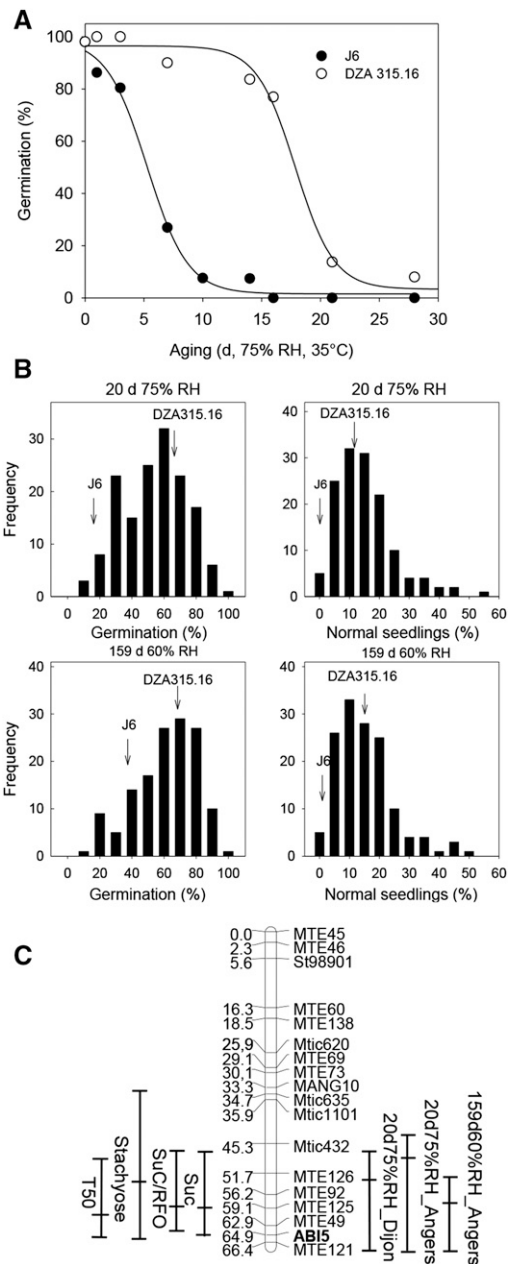 A
100
80
60
40
20
0
Germination (%)
J6
DZA 315.16
0 5 10 15 20 25 30
Aging (d, 75% RH, 35°C)
B
20 d 75% RH
DZA315.16
J6
30
20
10
0
Frequency
0 20 40 60 80 100
Germination (%)
20 d 75% RH
DZA315.16
J6
40
30
20
10
0
0 10 20 30 40 50 60
Normal seedlings (%)
159 d 60% RH
DZA315.16
J6
40
30
20
10
0
Frequency
0 20 40 60 80 100
Germination (%)
159 d 60% RH
DZA315.16
J6
40
30
20
10
0
0 10 20 30 40 50 60
Normal seedlings (%)
C
0.0 MTE45
2.3 MTE46
5.6 St98901
16.3 MTE60
18.5 MTE138
25,9 Mtic620
29.1 MTE69
30,1 MTE73
33.3 MANG10
34.7 Mtic635
35.9 Mtic1101
45.3 Mtic432
51.7 MTE126
56.2 MTE92
59.1 MTE125
62.9 MTE49
64.9 ABI5
66.4 MTE121
T50
Stachyose
SuC/RFO
Suc
20d75%RH_Dijon
20d75%RH_Angers
159d60%RH_Angers